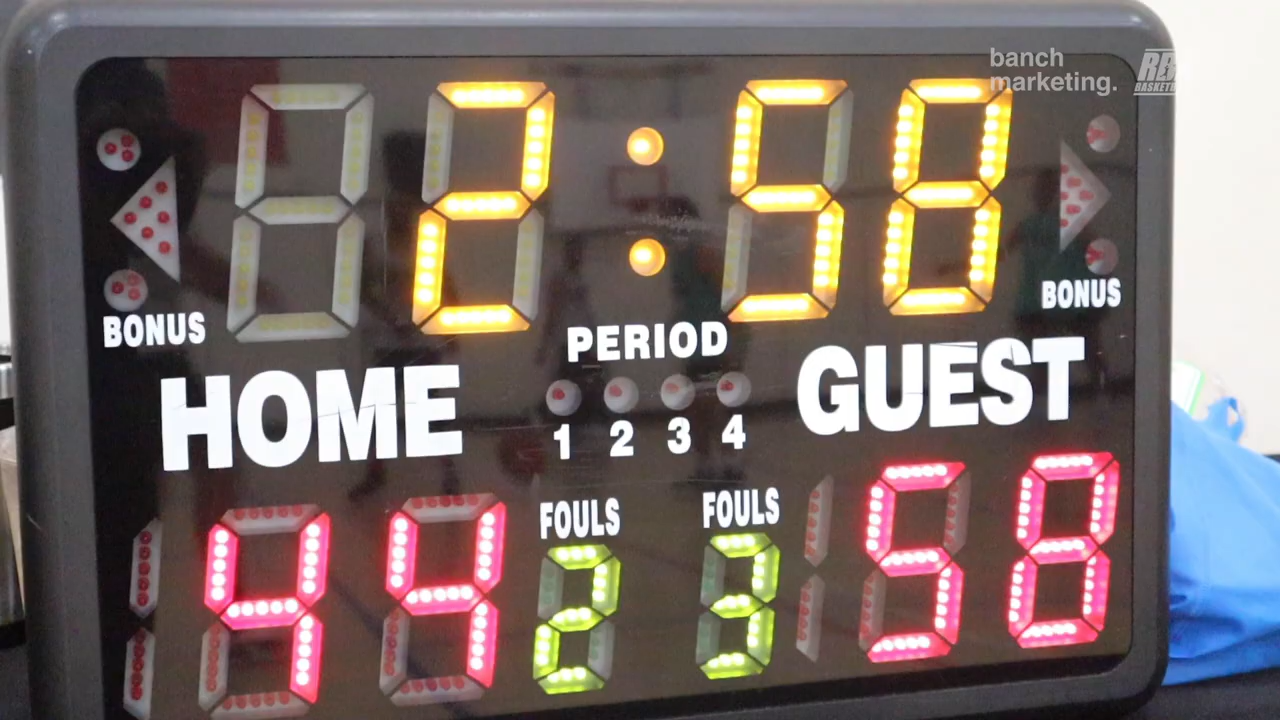 banch
marketing.
2:58
BONUS
BONUS
PERIOD
HOME
GUEST
1 2 3 4
FOULS
FOULS
44
2
3
58